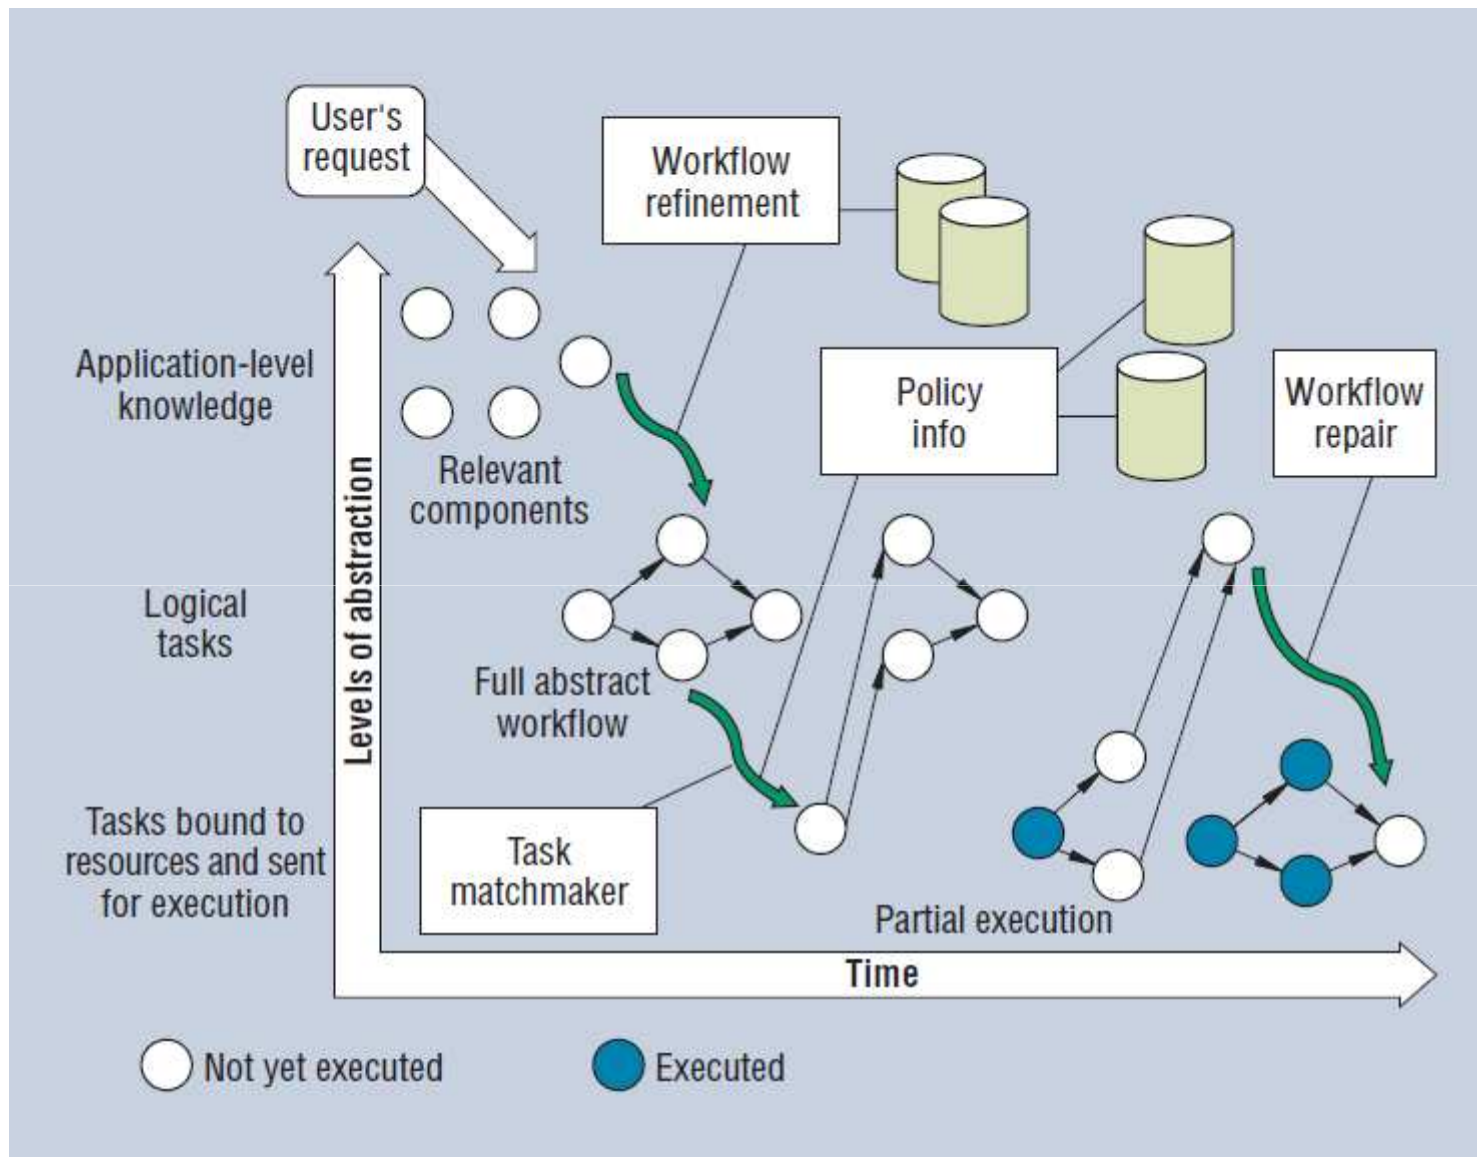 User's
request
Workflow
refinement
Application-level
knowledge
Policy
info
Workflow
repair
Relevant
components
Levels of abstraction
Logical
tasks
Full abstract
workflow
Tasks bound to
resources and sent
for execution
Task
matchmaker
Partial execution
Time
Not yet executed
Executed